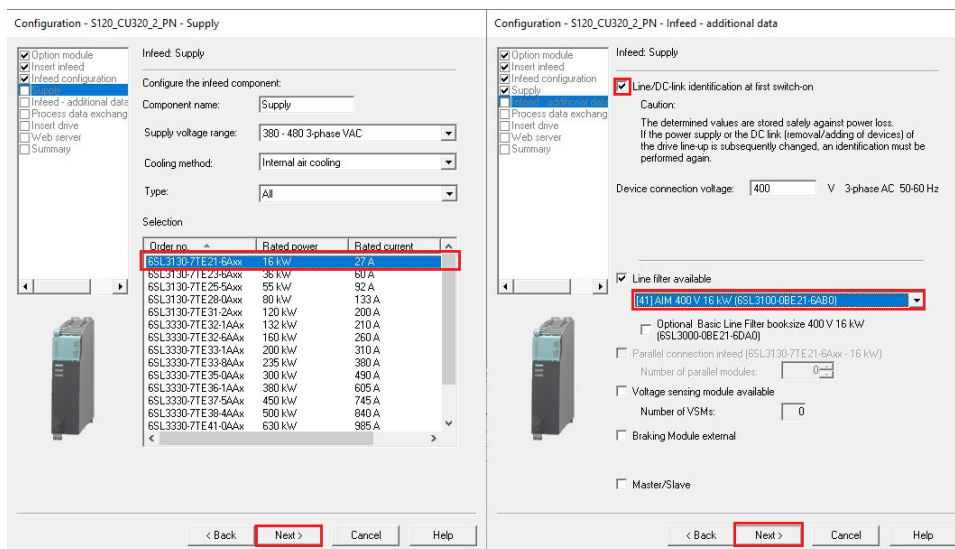 Configuration - S120_CU320_2_PN - Supply
Option module
Insert infeed
Infeed configuration
Supply
Infeed - additional data
Process data exchang
Insert drive
Web server
Summary
Infeed: Supply
Configure the infeed component:
Component name: Supply
Supply voltage range: 380 - 480 3-phase VAC
Cooling method: Internal air cooling
Type: All
Selection
Order no. Rated power Rated current
6SL3130-7TE21-6Axx 16 kW 27 A
6SL3130-7TE23-6Axx 36 kW 60 A
6SL3130-7TE25-5Axx 55 kW 92 A
6SL3130-7TE28-0Axx 80 kW 133 A
6SL3130-7TE31-2Axx 120 kW 200 A
6SL3330-7TE32-1AAx 132 kW 210 A
6SL3330-7TE32-6AAx 160 kW 260 A
6SL3330-7TE33-1AAx 200 kW 310 A
6SL3330-7TE33-8AAx 235 kW 380 A
6SL3330-7TE35-0AAx 300 kW 490 A
6SL3330-7TE36-1AAx 380 kW 605 A
6SL3330-7TE37-5AAx 450 kW 745 A
6SL3330-7TE38-4AAx 500 kW 840 A
6SL3330-7TE41-0AAx 630 kW 985 A
< Back Next > Cancel Help
Configuration - S120_CU320_2_PN - Infeed - additional data
Option module
Insert infeed
Infeed configuration
Supply
Infeed - additional data
Process data exchang
Insert drive
Web server
Summary
Infeed: Supply
Line/DC-link identification at first switch-on
Caution:
The determined values are stored safely against power loss.
If the power supply or the DC link (removal/adding of devices) of
the drive line-up is subsequently changed, an identification must be
performed again.
Device connection voltage: 400 V 3-phase AC 50-60 Hz
Line filter available
[41] AIM 400 V 16 kW (6SL3100-0BE21-6AB0)
Optional Basic Line Filter booksize 400 V 16 kW
(6SL3000-0BE21-6DA0)
Parallel connection infeed (6SL3130-7TE21-6Axx - 16 kW)
Number of parallel modules: 0
Voltage sensing module available
Number of VSMs: 0
Braking Module external
Master/Slave
< Back Next > Cancel Help